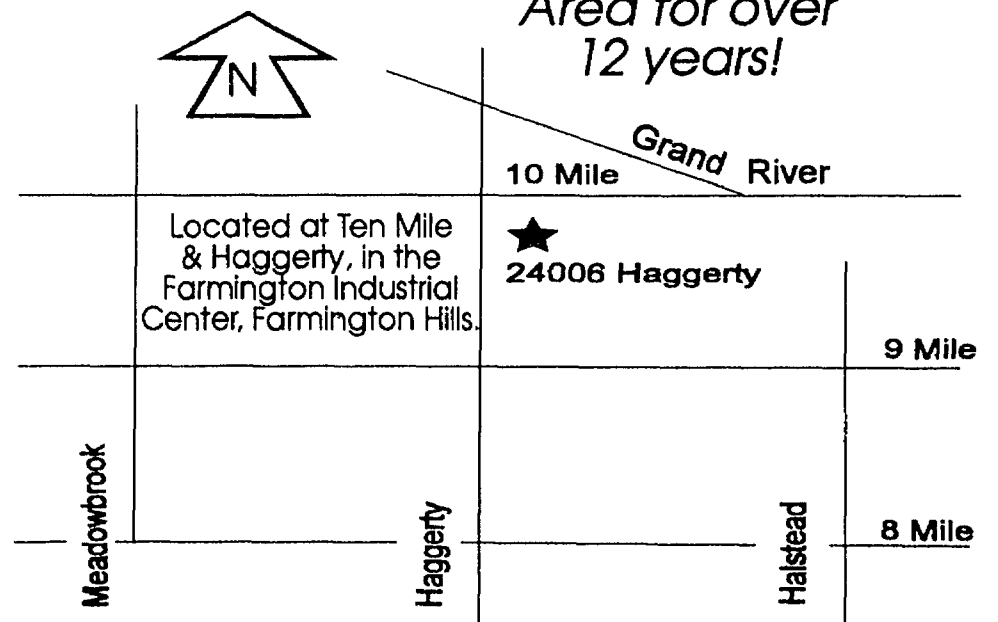 Area for over
12 years!
N
Grand River
10 Mile
Located at Ten Mile
& Haggerty, in the
Farmington Industrial
Center, Farmington Hills.
24006 Haggerty
9 Mile
Meadowbrook
Haggerty
Halstead
8 Mile